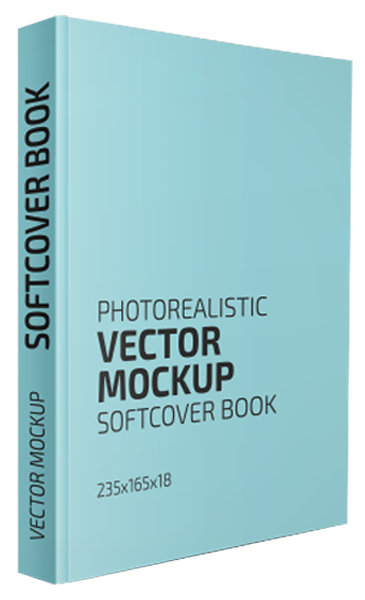 SOFTCOVER BOOK
VECTOR MOCKUP
PHOTOREALISTIC
VECTOR
MOCKUP
SOFTCOVER BOOK
235x165x18